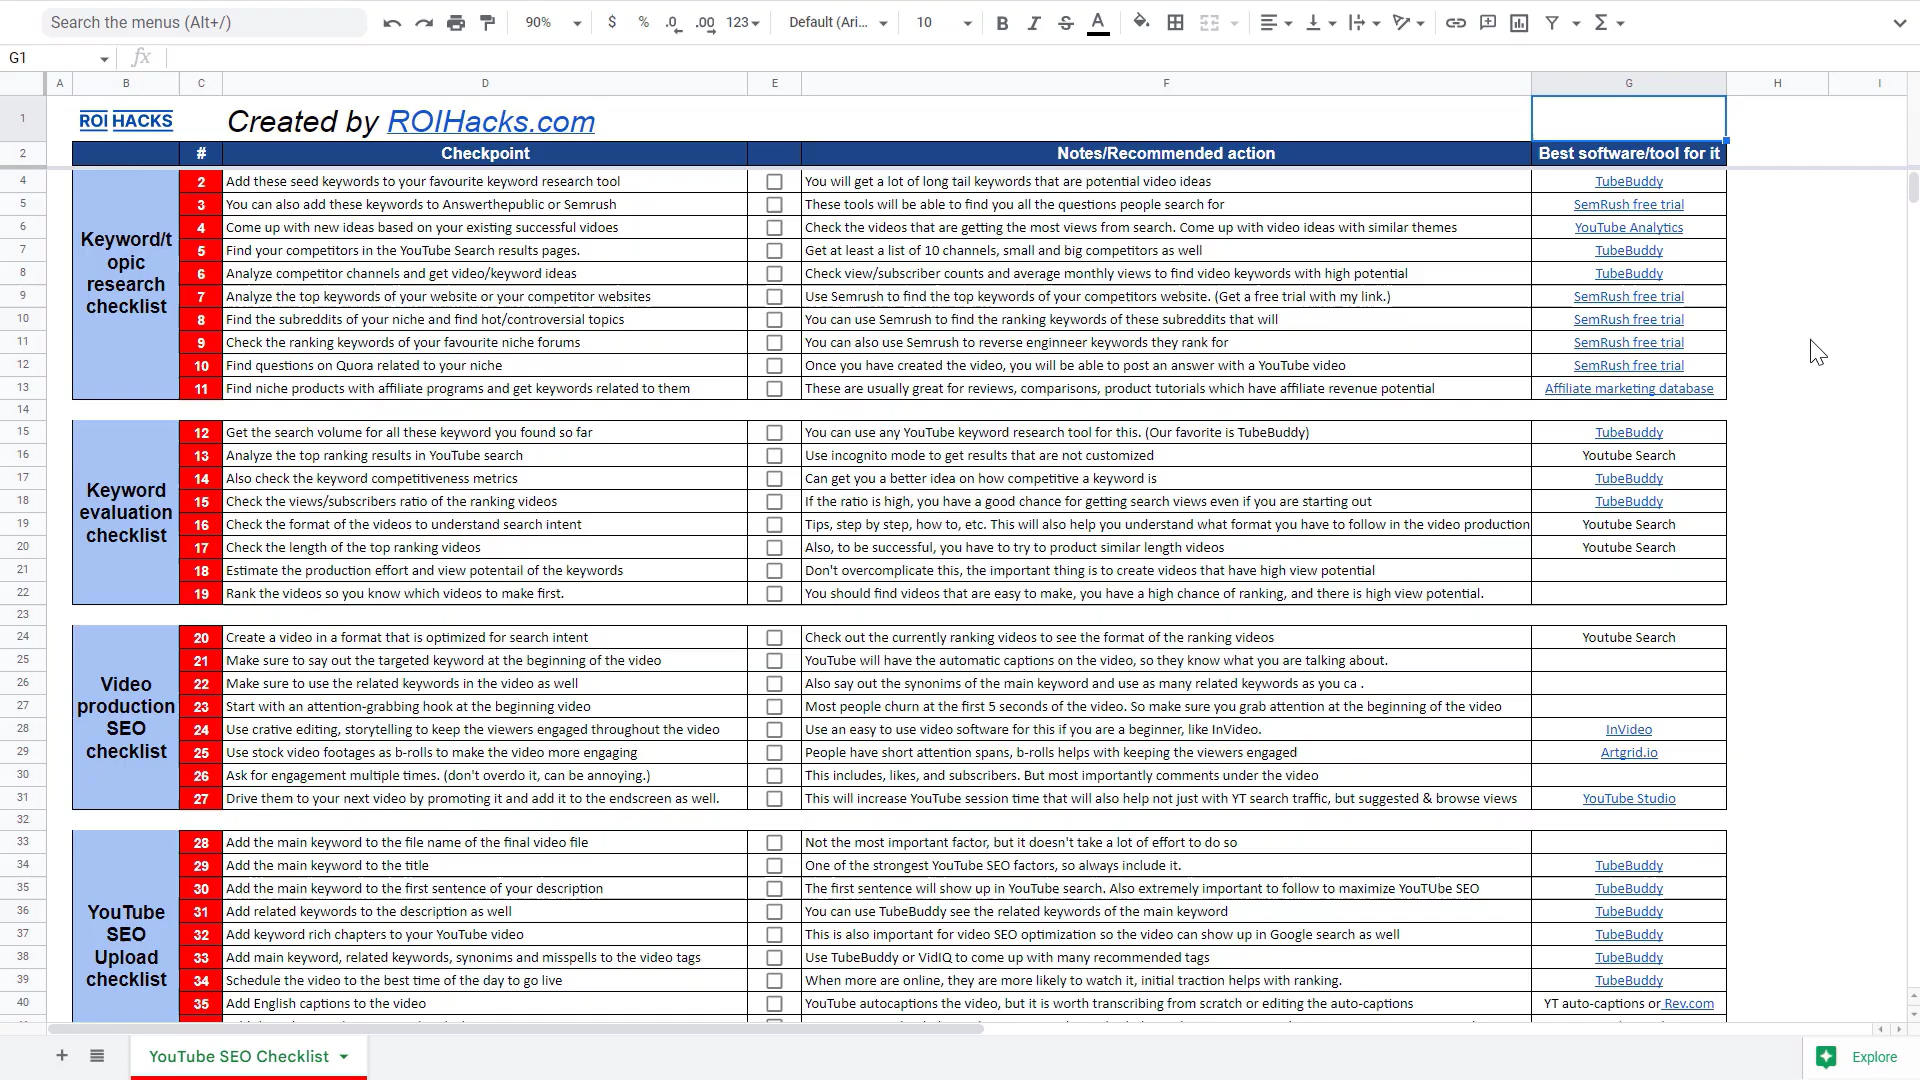 Search the menus (Alt+/) 90% $ % .0 .00 123 Default (Ari... 10 B I S A
G1 fx
A B C D E F G H I
1 ROI HACKS Created by ROIHacks.com
2 # Checkpoint Notes/Recommended action Best software/tool for it
Keyword/t
opic
research
checklist
4 2 Add these seed keywords to your favourite keyword research tool You will get a lot of long tail keywords that are potential video ideas TubeBuddy
5 3 You can also add these keywords to Answerthepublic or Semrush These tools will be able to find you all the questions people search for SemRush free trial
6 4 Come up with new ideas based on your existing successful vidoes Check the videos that are getting the most views from search. Come up with video ideas with similar themes YouTube Analytics
7 5 Find your competitors in the YouTube Search results pages. Get at least a list of 10 channels, small and big competitors as well TubeBuddy
8 6 Analyze competitor channels and get video/keyword ideas Check view/subscriber counts and average monthly views to find video keywords with high potential TubeBuddy
9 7 Analyze the top keywords of your website or your competitor websites Use Semrush to find the top keywords of your competitors website. (Get a free trial with my link.) SemRush free trial
10 8 Find the subreddits of your niche and find hot/controversial topics You can use Semrush to find the ranking keywords of these subreddits that will SemRush free trial
11 9 Check the ranking keywords of your favourite niche forums You can also use Semrush to reverse enginneer keywords they rank for SemRush free trial
12 10 Find questions on Quora related to your niche Once you have created the video, you will be able to post an answer with a YouTube video SemRush free trial
13 11 Find niche products with affiliate programs and get keywords related to them These are usually great for reviews, comparisons, product tutorials which have affiliate revenue potential Affiliate marketing database
14
Keyword
evaluation
checklist
15 12 Get the search volume for all these keyword you found so far You can use any YouTube keyword research tool for this. (Our favorite is TubeBuddy) TubeBuddy
16 13 Analyze the top ranking results in YouTube search Use incognito mode to get results that are not customized Youtube Search
17 14 Also check the keyword competitiveness metrics Can get you a better idea on how competitive a keyword is TubeBuddy
18 15 Check the views/subscribers ratio of the ranking videos If the ratio is high, you have a good chance for getting search views even if you are starting out TubeBuddy
19 16 Check the format of the videos to understand search intent Tips, step by step, how to, etc. This will also help you understand what format you have to follow in the video production Youtube Search
20 17 Check the length of the top ranking videos Also, to be successful, you have to try to product similar length videos Youtube Search
21 18 Estimate the production effort and view potentail of the keywords Don't overcomplicate this, the important thing is to create videos that have high view potential
22 19 Rank the videos so you know which videos to make first. You should find videos that are easy to make, you have a high chance of ranking, and there is high view potential.
23
Video
production
SEO
checklist
24 20 Create a video in a format that is optimized for search intent Check out the currently ranking videos to see the format of the ranking videos Youtube Search
25 21 Make sure to say out the targeted keyword at the beginning of the video YouTube will have the automatic captions on the video, so they know what you are talking about.
26 22 Make sure to use the related keywords in the video as well Also say out the synonims of the main keyword and use as many related keywords as you ca .
27 23 Start with an attention-grabbing hook at the beginning video Most people churn at the first 5 seconds of the video. So make sure you grab attention at the beginning of the video
28 24 Use crative editing, storytelling to keep the viewers engaged throughout the video Use an easy to use video software for this if you are a beginner, like InVideo. InVideo
29 25 Use stock video footages as b-rolls to make the video more engaging People have short attention spans, b-rolls helps with keeping the viewers engaged Artgrid.io
30 26 Ask for engagement multiple times. (don't overdo it, can be annoying.) This includes, likes, and subscribers. But most importantly comments under the video
31 27 Drive them to your next video by promoting it and add it to the endscreen as well. This will increase YouTube session time that will also help not just with YT search traffic, but suggested & browse views YouTube Studio
32
YouTube
SEO
Upload
checklist
33 28 Add the main keyword to the file name of the final video file Not the most important factor, but it doesn't take a lot of effort to do so
34 29 Add the main keyword to the title One of the strongest YouTube SEO factors, so always include it. TubeBuddy
35 30 Add the main keyword to the first sentence of your description The first sentence will show up in YouTube search. Also extremely important to follow to maximize YouTUbe SEO TubeBuddy
36 31 Add related keywords to the description as well You can use TubeBuddy see the related keywords of the main keyword TubeBuddy
37 32 Add keyword rich chapters to your YouTube video This is also important for video SEO optimization so the video can show up in Google search as well TubeBuddy
38 33 Add main keyword, related keywords, synonims and misspells to the video tags Use TubeBuddy or VidIQ to come up with many recommended tags TubeBuddy
39 34 Schedule the video to the best time of the day to go live When more are online, they are more likely to watch it, initial traction helps with ranking. TubeBuddy
40 35 Add English captions to the video YouTube autocaptions the video, but it is worth transcribing from scratch or editing the auto-captions YT auto-captions or Rev.com
YouTube SEO Checklist Explore